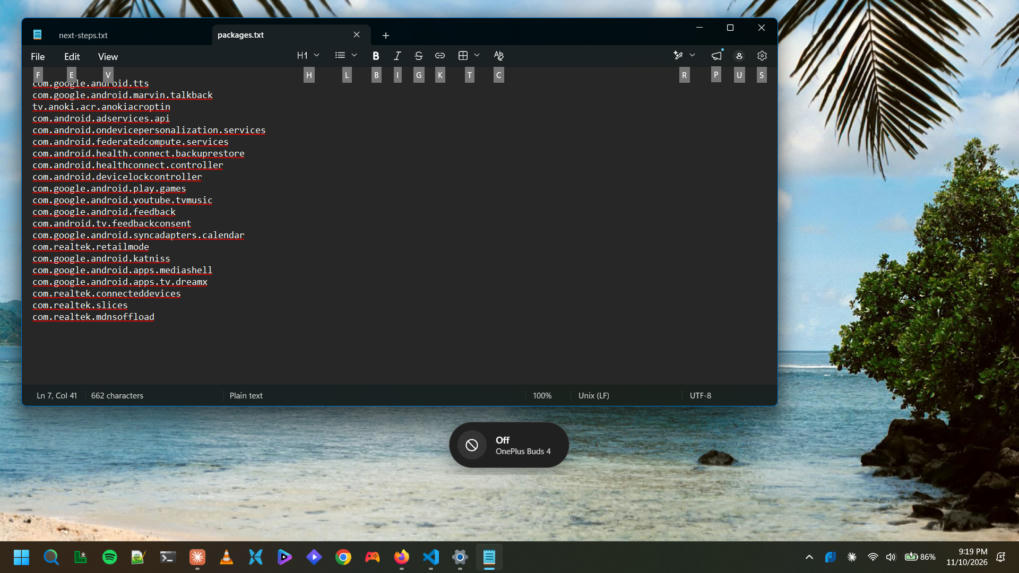 next-steps.txt
packages.txt
File Edit View H1 B I S
F E V H L B I G K T C R P U S
com.google.android.tts
com.google.android.marvin.talkback
tv.anoki.acr.anokiacroptin
com.android.adservices.api
com.android.ondevicepersonalization.services
com.android.federatedcompute.services
com.android.health.connect.backuprestore
com.android.healthconnect.controller
com.android.devicelockcontroller
com.google.android.play.games
com.google.android.youtube.tvmusic
com.google.android.feedback
com.android.tv.feedbackconsent
com.google.android.syncadapters.calendar
com.realtek.retailmode
com.google.android.katniss
com.google.android.apps.mediashell
com.google.android.apps.tv.dreamx
com.realtek.connecteddevices
com.realtek.slices
com.realtek.mdnsoffload
Ln 7, Col 41 662 characters Plain text 100% Unix (LF) UTF-8
Off
OnePlus Buds 4
86%
9:19 PM
11/10/2026